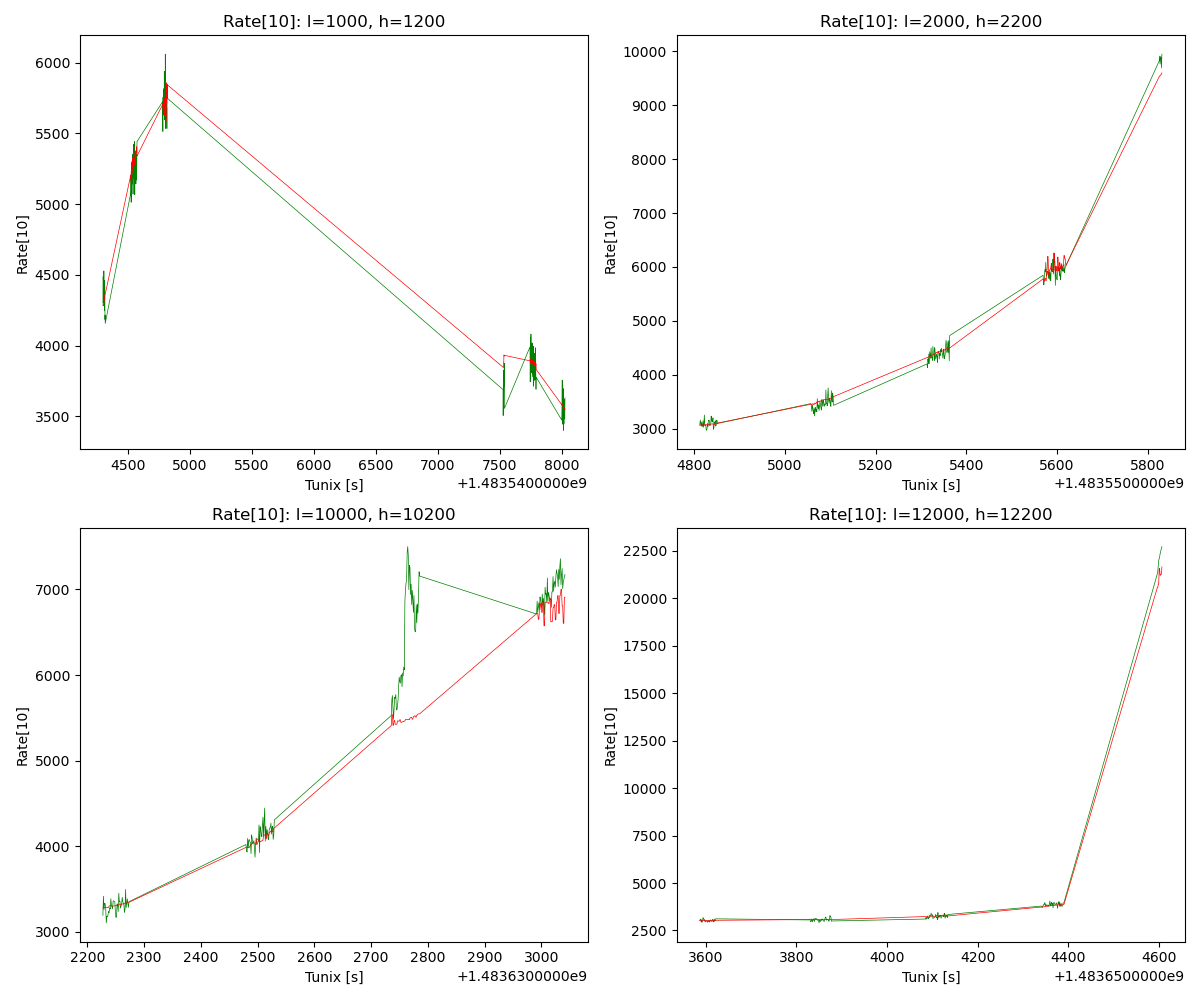 Rate[10]: l=1000, h=1200
6000
5500
5000
4500
4000
3500
Rate[10]
4500 5000 5500 6000 6500 7000 7500 8000
Tunix [s]
+1.4835400000e9
Rate[10]: l=2000, h=2200
10000
9000
8000
7000
6000
5000
4000
3000
Rate[10]
4800 5000 5200 5400 5600 5800
Tunix [s]
+1.4835500000e9
Rate[10]: l=10000, h=10200
7000
6000
5000
4000
3000
Rate[10]
2200 2300 2400 2500 2600 2700 2800 2900 3000
Tunix [s]
+1.4836300000e9
Rate[10]: l=12000, h=12200
22500
20000
17500
15000
12500
10000
7500
5000
2500
Rate[10]
3600 3800 4000 4200 4400 4600
Tunix [s]
+1.4836500000e9